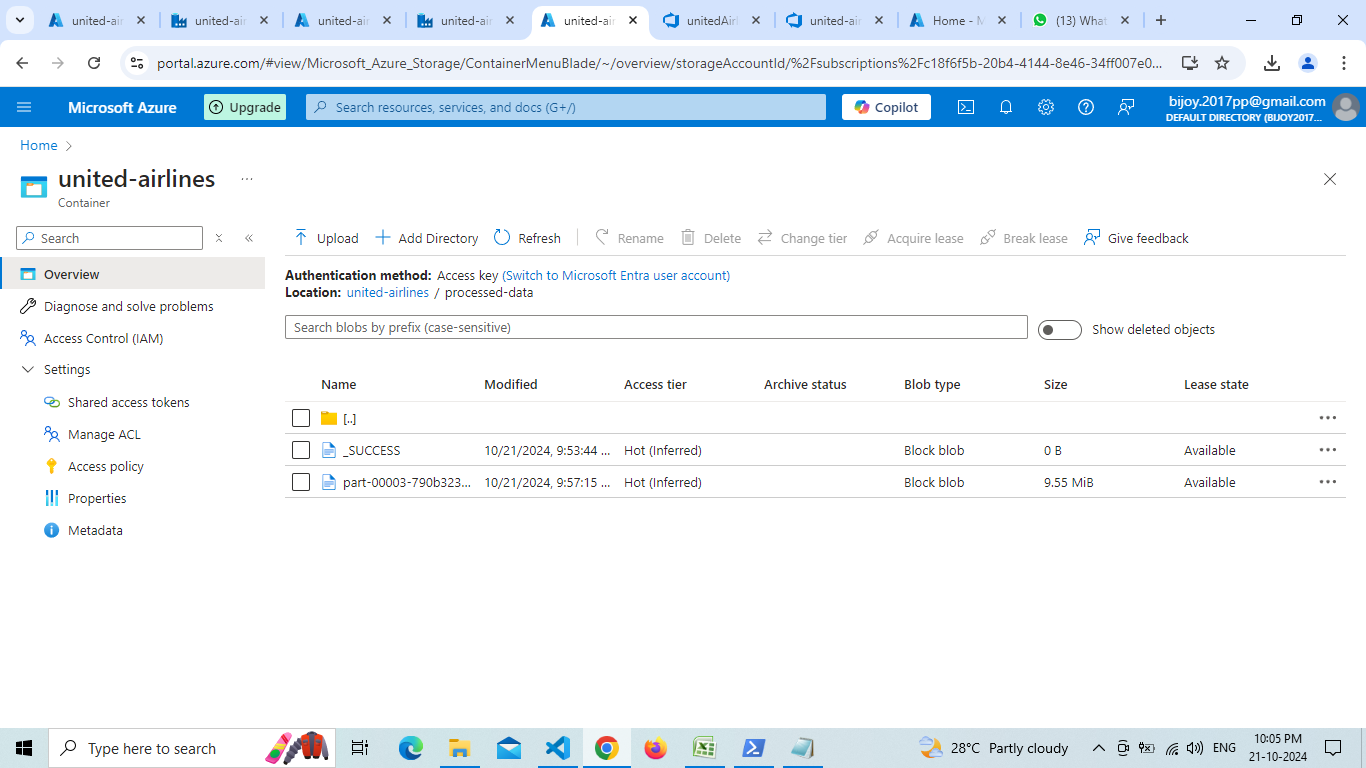 united-air
united-air
united-air
united-air
united-air
unitedAirl
united-air
Home - M
(13) What
portal.azure.com/#view/Microsoft_Azure_Storage/ContainerMenuBlade/~/overview/storageAccountId/%2Fsubscriptions%2Fc18f6f5b-20b4-4144-8e46-34ff007e0...
Microsoft Azure
Upgrade
Search resources, services, and docs (G+/)
Copilot
bijoy.2017pp@gmail.com
DEFAULT DIRECTORY (BIJOY2017...
Home
united-airlines
...
Container
Search
Upload
Add Directory
Refresh
Rename
Delete
Change tier
Acquire lease
Break lease
Give feedback
Overview
Diagnose and solve problems
Access Control (IAM)
Settings
Shared access tokens
Manage ACL
Access policy
Properties
Metadata
Authentication method: Access key (Switch to Microsoft Entra user account)
Location: united-airlines / processed-data
Search blobs by prefix (case-sensitive)
Show deleted objects
Name Modified Access tier Archive status Blob type Size Lease state
[..]
_SUCCESS 10/21/2024, 9:53:44 ... Hot (Inferred) Block blob 0 B Available
part-00003-790b323... 10/21/2024, 9:57:15 ... Hot (Inferred) Block blob 9.55 MiB Available
Type here to search
28°C Partly cloudy
ENG
10:05 PM
21-10-2024